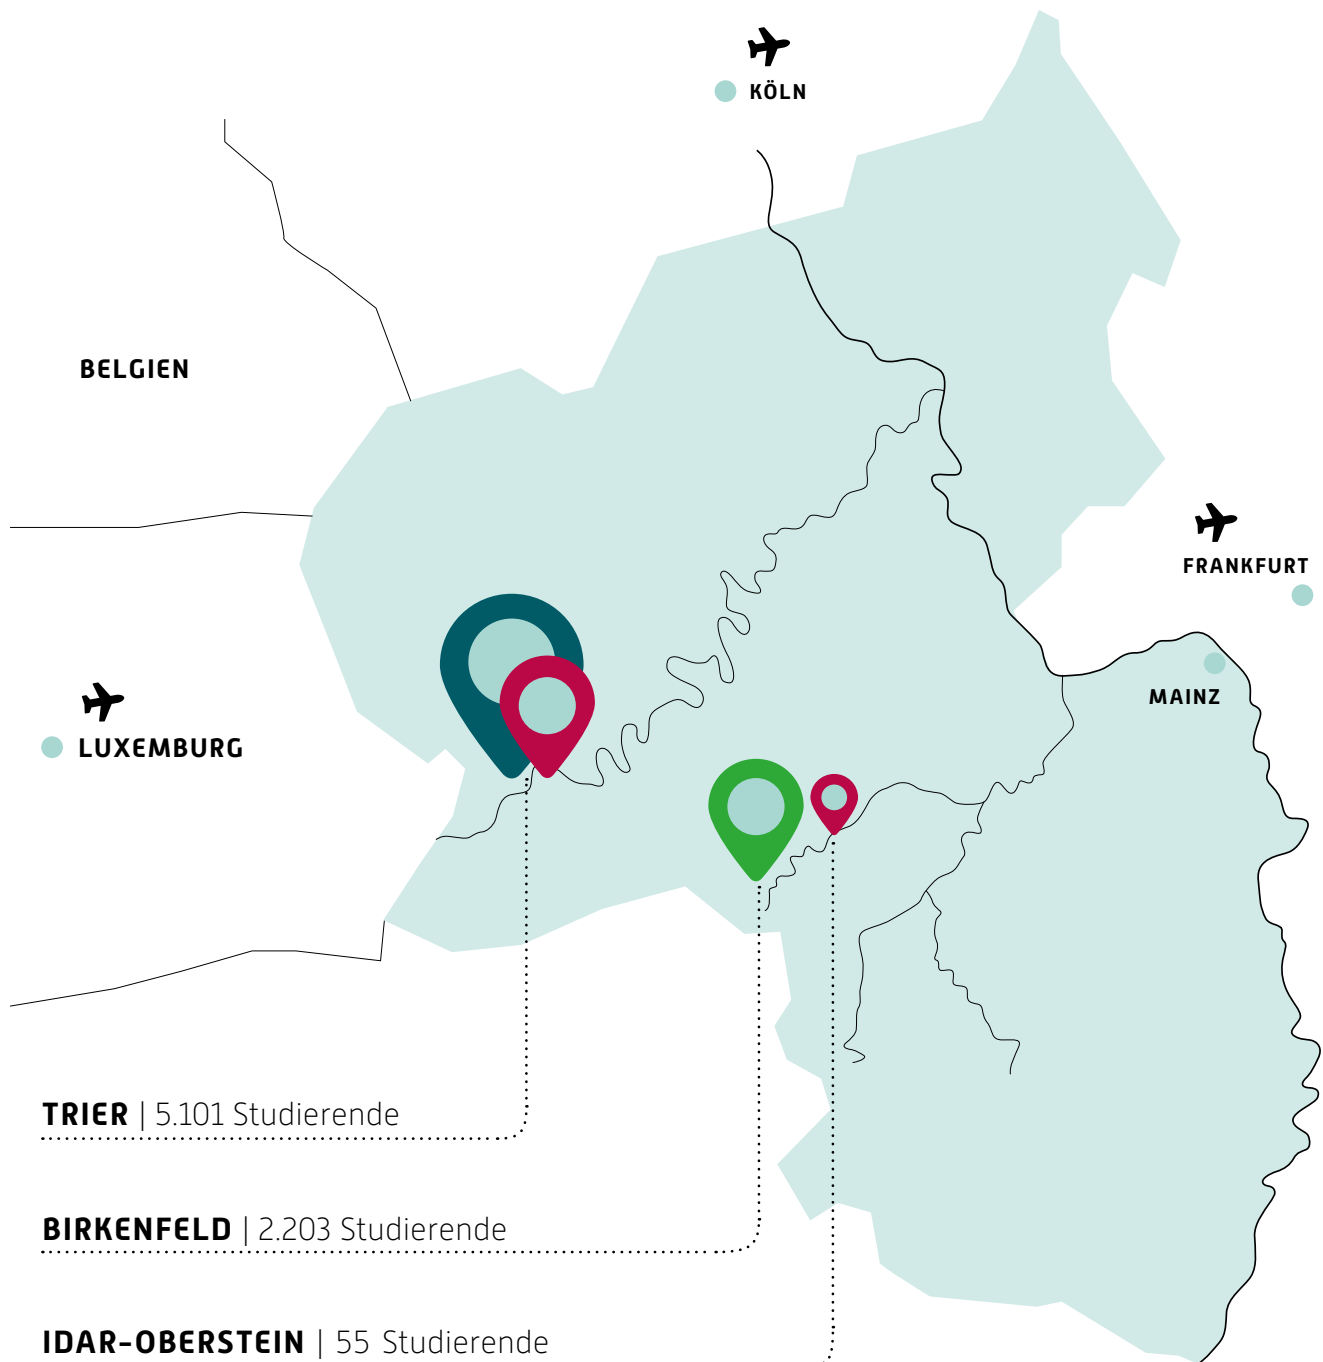 KÖLN
BELGIEN
FRANKFURT
MAINZ
LUXEMBURG
TRIER | 5.101 Studierende
BIRKENFELD | 2.203 Studierende
IDAR-OBERSTEIN | 55 Studierende